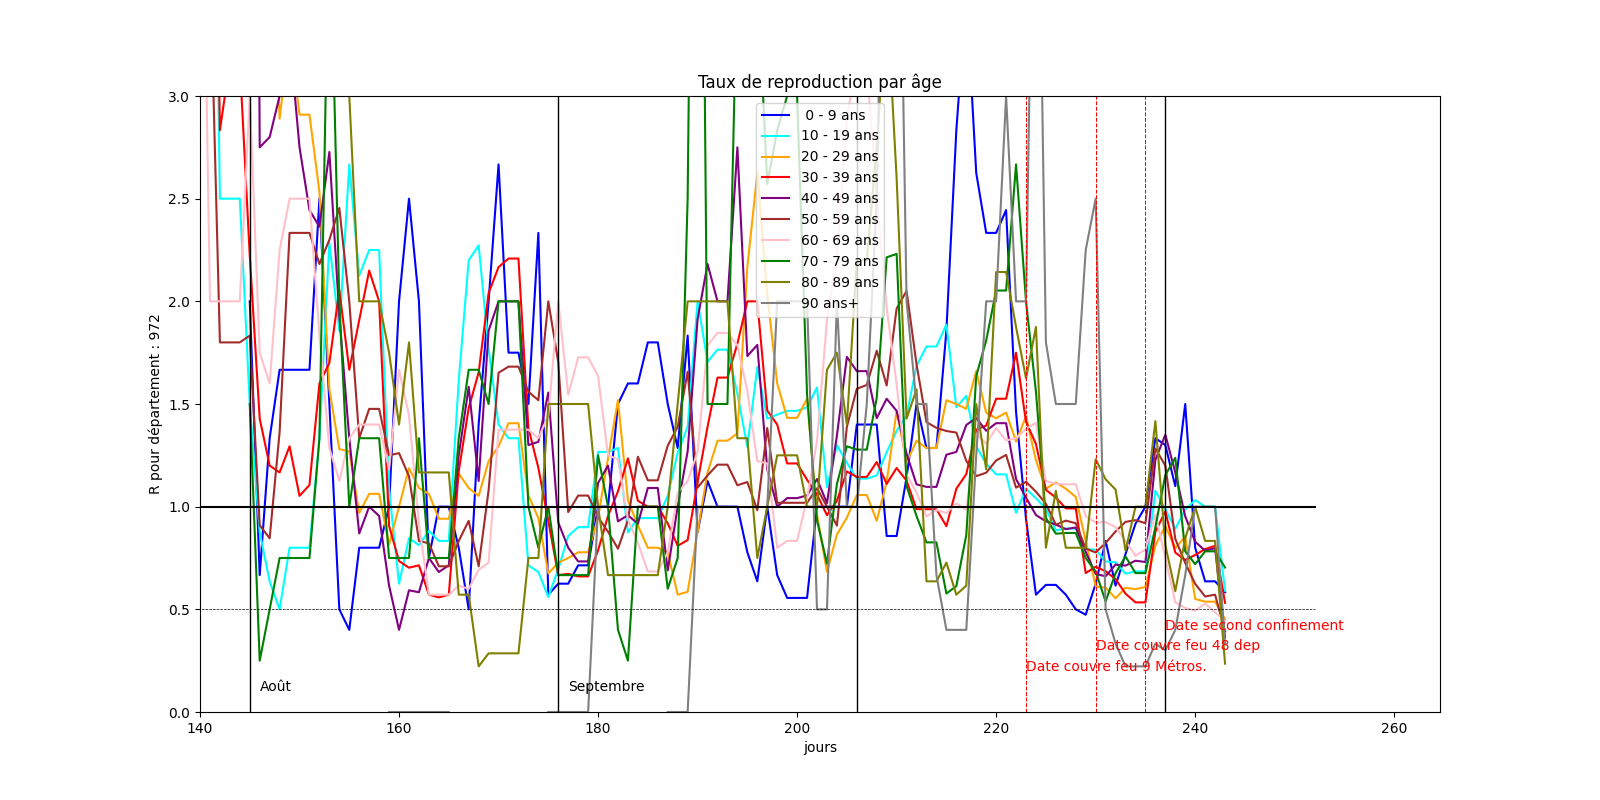 Taux de reproduction par âge
3.0
2.5
2.0
1.5
1.0
0.5
0.0
R pour département : 972
0 - 9 ans
10 - 19 ans
20 - 29 ans
30 - 39 ans
40 - 49 ans
50 - 59 ans
60 - 69 ans
70 - 79 ans
80 - 89 ans
90 ans+
Date second confinement
Date couvre feu 48 dep
Date couvre feu 9 Métros.
Août
Septembre
140
160
180
200
220
240
260
jours